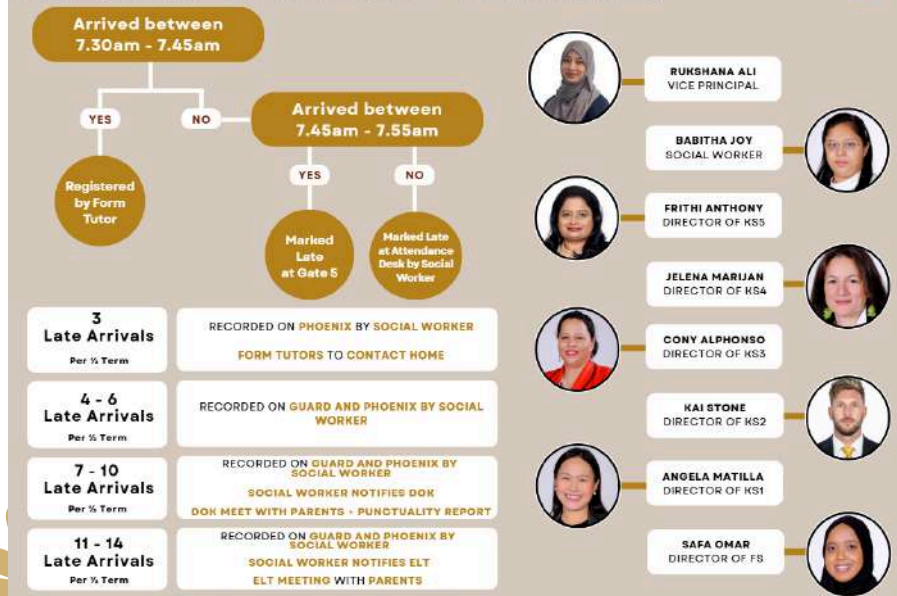 Arrived between
7.30am - 7.45am
YES
NO
Arrived between
7.45am - 7.55am
YES
NO
Registered
by Form
Tutor
Marked
Late
at Gate 5
Marked Late
at Attendance
Desk by Social
Worker
3
Late Arrivals
Per ½ Term
RECORDED ON PHOENIX BY SOCIAL WORKER
FORM TUTORS TO CONTACT HOME
4 - 6
Late Arrivals
Per ½ Term
RECORDED ON GUARD AND PHOENIX BY SOCIAL
WORKER
7 - 10
Late Arrivals
Per ½ Term
RECORDED ON GUARD AND PHOENIX BY
SOCIAL WORKER
SOCIAL WORKER NOTIFIES DOK
DOK MEET WITH PARENTS - PUNCTUALITY REPORT
11 - 14
Late Arrivals
Per ½ Term
RECORDED ON GUARD AND PHOENIX BY
SOCIAL WORKER
SOCIAL WORKER NOTIFIES ELT
ELT MEETING WITH PARENTS
RUKSHANA ALI
VICE PRINCIPAL
BABITHA JOY
SOCIAL WORKER
FRITHI ANTHONY
DIRECTOR OF KS5
JELENA MARIJAN
DIRECTOR OF KS4
CONY ALPHONSO
DIRECTOR OF KS3
KAI STONE
DIRECTOR OF KS2
ANGELA MATILLA
DIRECTOR OF KS1
SAFA OMAR
DIRECTOR OF FS